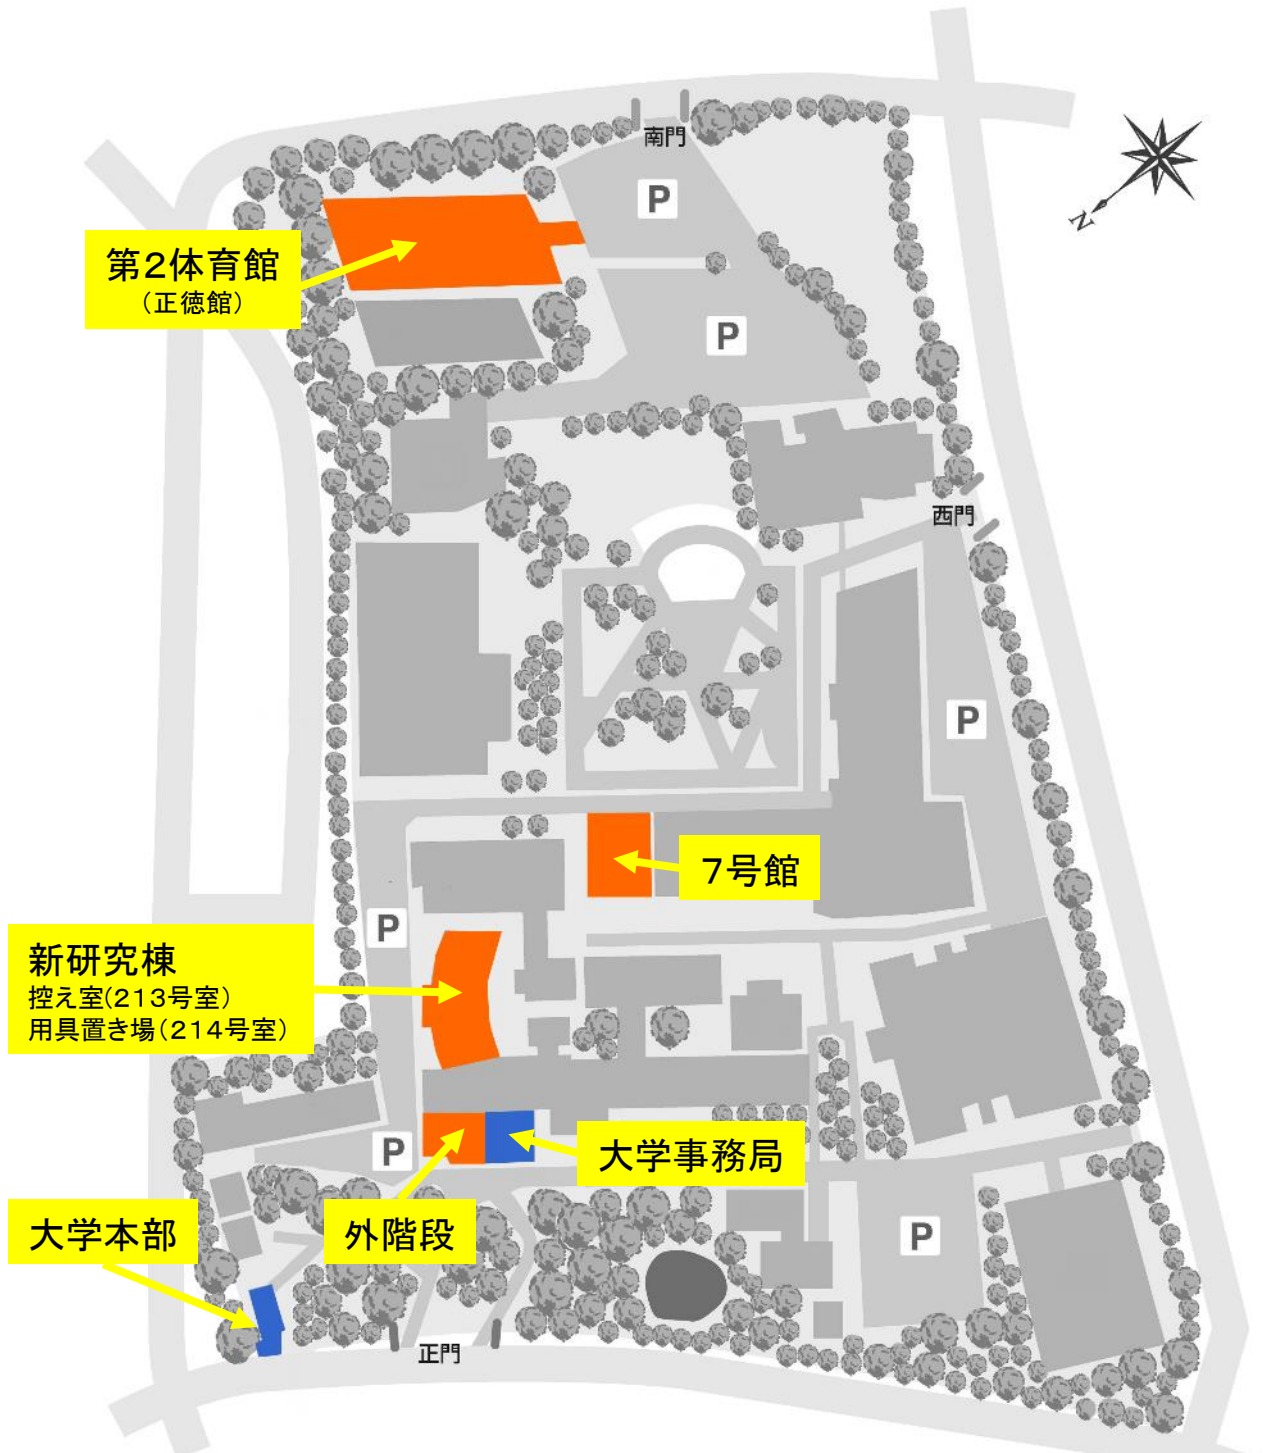 南門
P
N
第2体育館
（正徳館）
P
西門
P
7号館
P
新研究棟
控え室（213号室）
用具置き場（214号室）
P
大学事務局
大学本部
外階段
P
正門